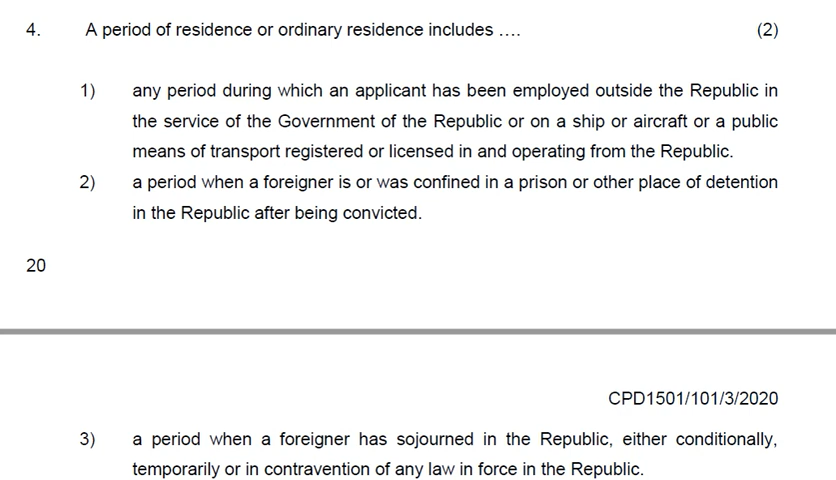 4. A period of residence or ordinary residence includes …. (2)
1) any period during which an applicant has been employed outside the Republic in
the service of the Government of the Republic or on a ship or aircraft or a public
means of transport registered or licensed in and operating from the Republic.
2) a period when a foreigner is or was confined in a prison or other place of detention
in the Republic after being convicted.
20
CPD1501/101/3/2020
3) a period when a foreigner has sojourned in the Republic, either conditionally,
temporarily or in contravention of any law in force in the Republic.